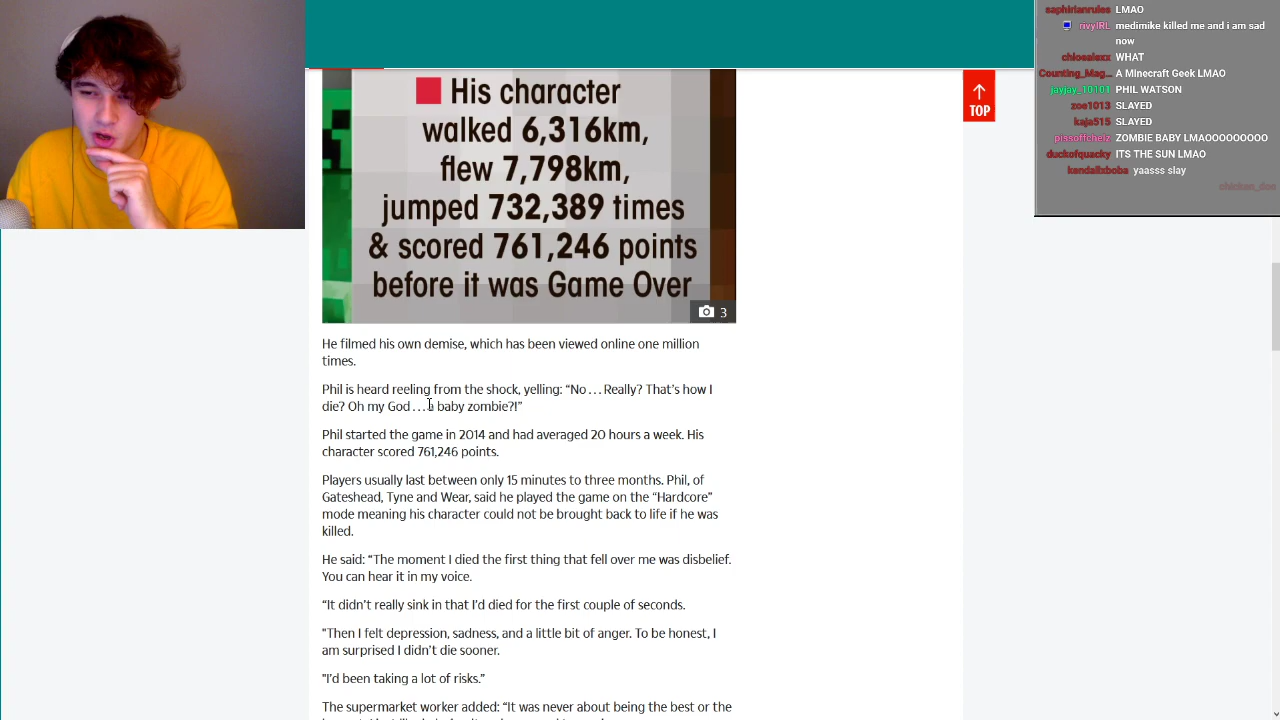 His character
walked 6,316km,
flew 7,798km,
jumped 732,389 times
& scored 761,246 points
before it was Game Over
3
He filmed his own demise, which has been viewed online one million
times.
Phil is heard reeling from the shock, yelling: “No . . . Really? That’s how I
die? Oh my God . . . a baby zombie?!”
Phil started the game in 2014 and had averaged 20 hours a week. His
character scored 761,246 points.
Players usually last between only 15 minutes to three months. Phil, of
Gateshead, Tyne and Wear, said he played the game on the “Hardcore”
mode meaning his character could not be brought back to life if he was
killed.
He said: “The moment I died the first thing that fell over me was disbelief.
You can hear it in my voice.
“It didn’t really sink in that I’d died for the first couple of seconds.
"Then I felt depression, sadness, and a little bit of anger. To be honest, I
am surprised I didn’t die sooner.
"I’d been taking a lot of risks.”
The supermarket worker added: “It was never about being the best or the
TOP
saphirianrules LMAO
rivyIRL medimike killed me and i am sad
now
chloealexx WHAT
Counting_Mag... A Minecraft Geek LMAO
jayjay_10101 PHIL WATSON
zoe1013 SLAYED
kaja515 SLAYED
pissoffchelz ZOMBIE BABY LMAOOOOOOOOO
duckofquacky ITS THE SUN LMAO
kendallxboba yaasss slay